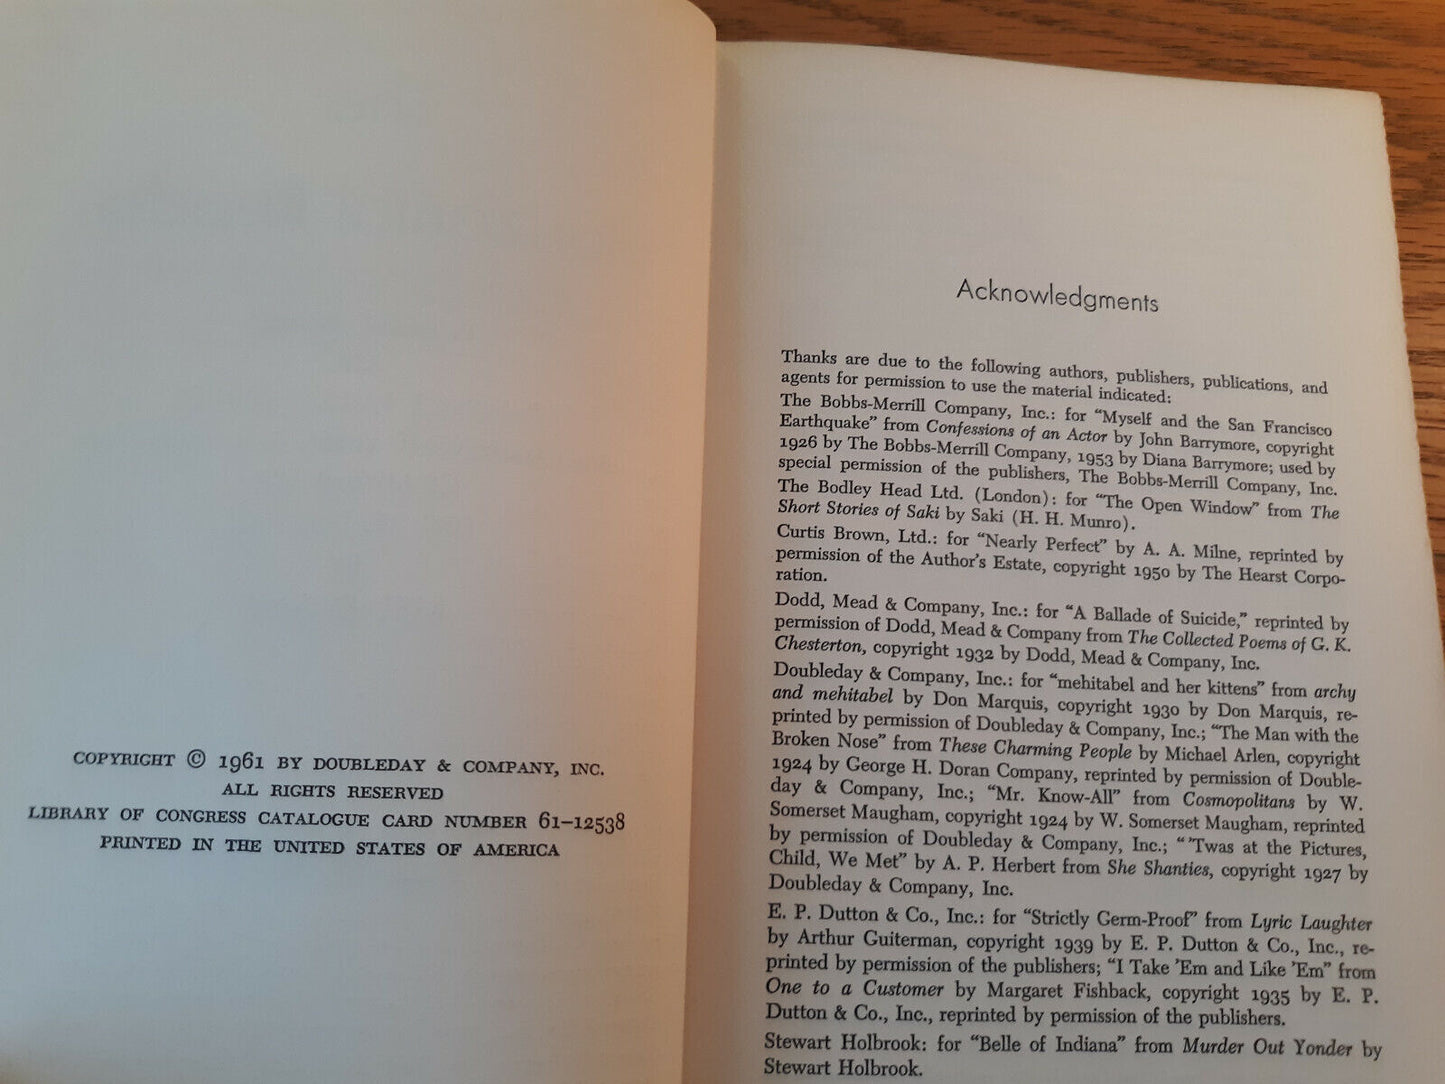 COPYRIGHT © 1961 BY DOUBLEDAY & COMPANY, INC.
ALL RIGHTS RESERVED
LIBRARY OF CONGRESS CATALOGUE CARD NUMBER 61–12538
PRINTED IN THE UNITED STATES OF AMERICA
Acknowledgments
Thanks are due to the following authors, publishers, publications, and
agents for permission to use the material indicated:
The Bobbs-Merrill Company, Inc.: for “Myself and the San Francisco
Earthquake” from Confessions of an Actor by John Barrymore, copyright
1926 by The Bobbs-Merrill Company, 1953 by Diana Barrymore; used by
special permission of the publishers, The Bobbs-Merrill Company, Inc.
The Bodley Head Ltd. (London): for “The Open Window” from The
Short Stories of Saki by Saki (H. H. Munro).
Curtis Brown, Ltd.: for “Nearly Perfect” by A. A. Milne, reprinted by
permission of the Author’s Estate, copyright 1950 by The Hearst Corpo-
ration.
Dodd, Mead & Company, Inc.: for “A Ballade of Suicide,” reprinted by
permission of Dodd, Mead & Company from The Collected Poems of G. K.
Chesterton, copyright 1932 by Dodd, Mead & Company, Inc.
Doubleday & Company, Inc.: for “mehitabel and her kittens” from archy
and mehitabel by Don Marquis, copyright 1930 by Don Marquis, re-
printed by permission of Doubleday & Company, Inc.; “The Man with the
Broken Nose” from These Charming People by Michael Arlen, copyright
1924 by George H. Doran Company, reprinted by permission of Double-
day & Company, Inc.; “Mr. Know-All” from Cosmopolitans by W.
Somerset Maugham, copyright 1924 by W. Somerset Maugham, reprinted
by permission of Doubleday & Company, Inc.; “ ’Twas at the Pictures,
Child, We Met” by A. P. Herbert from She Shanties, copyright 1927 by
Doubleday & Company, Inc.
E. P. Dutton & Co., Inc.: for “Strictly Germ-Proof” from Lyric Laughter
by Arthur Guiterman, copyright 1939 by E. P. Dutton & Co., Inc., re-
printed by permission of the publishers; “I Take ’Em and Like ’Em” from
One to a Customer by Margaret Fishback, copyright 1935 by E. P.
Dutton & Co., Inc., reprinted by permission of the publishers.
Stewart Holbrook: for “Belle of Indiana” from Murder Out Yonder by
Stewart Holbrook.